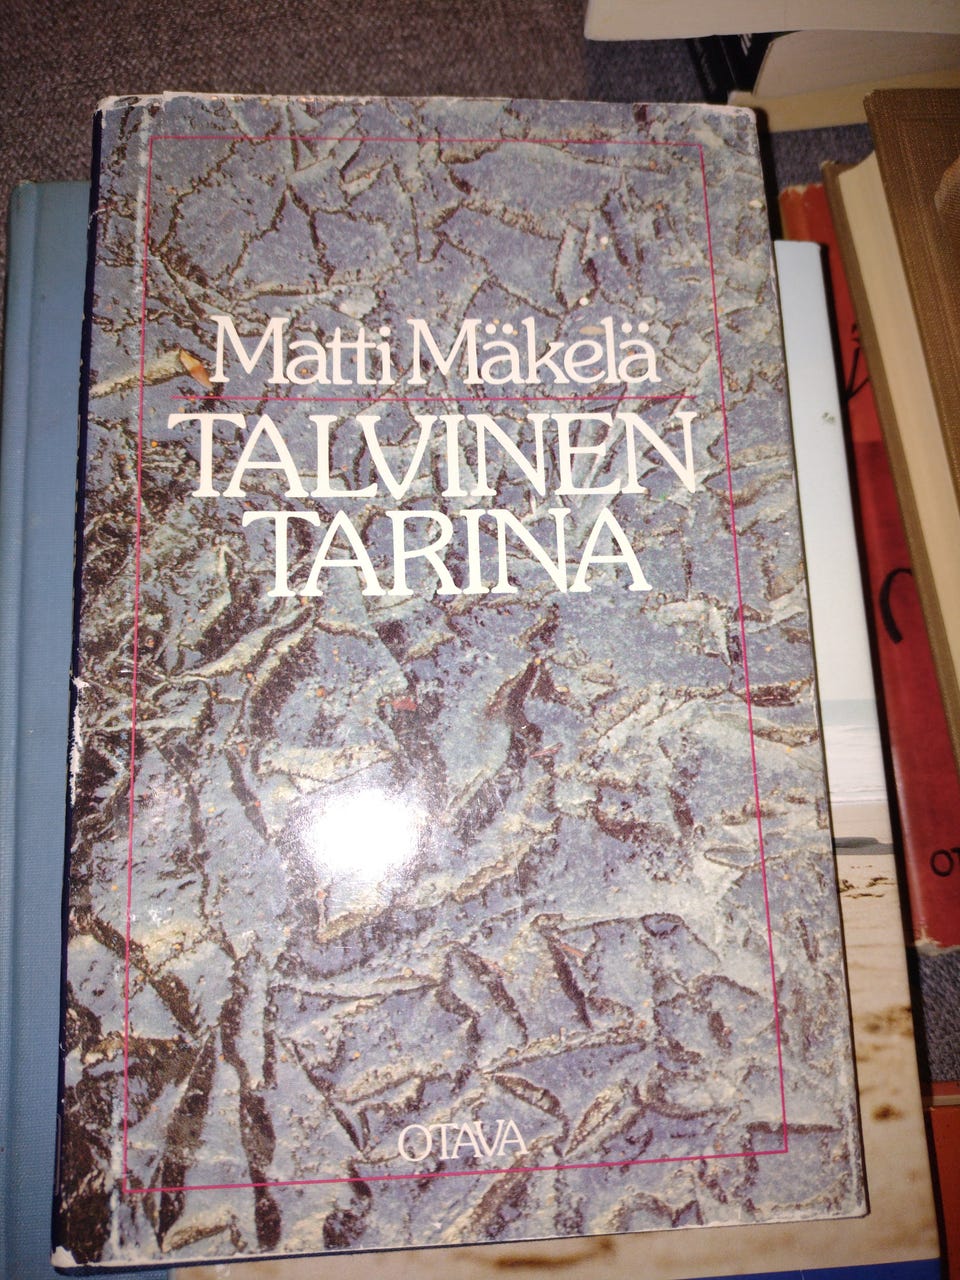 Matti Mäkelä
TALVINEN
TARINA
OTAVA